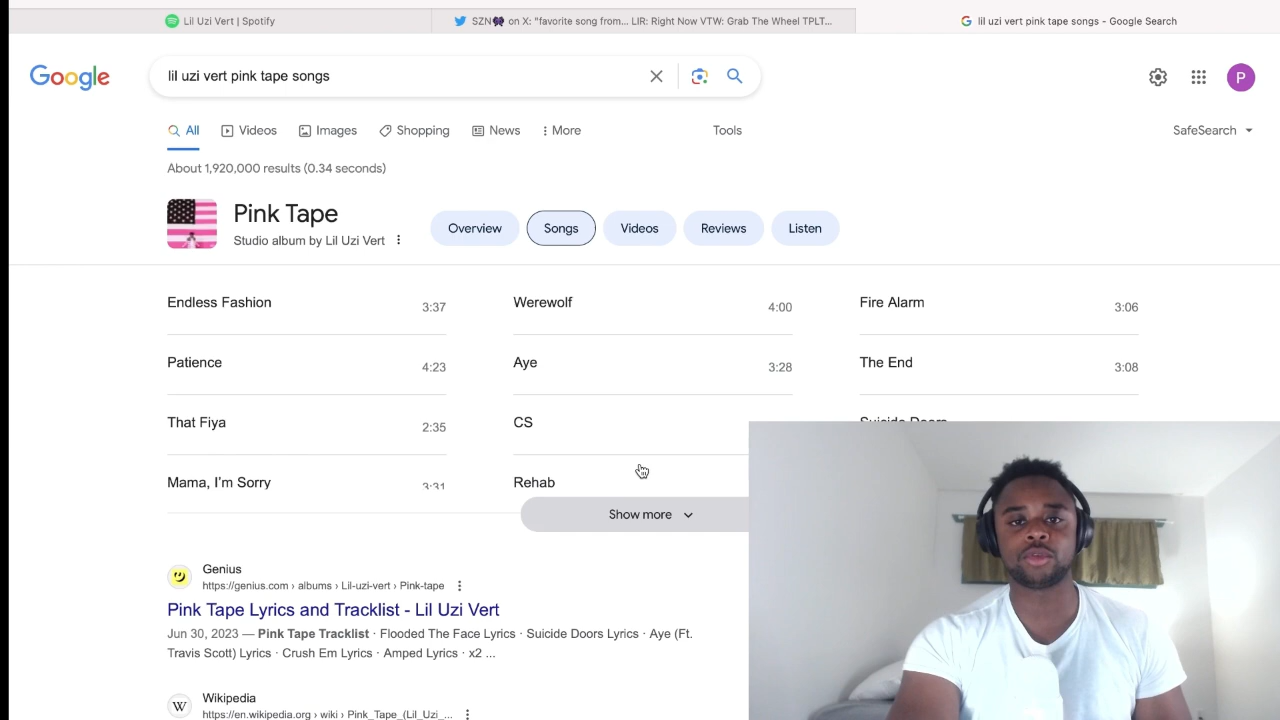 Lil Uzi Vert | Spotify
SZN on X: "favorite song from... LIR: Right Now VTW: Grab The Wheel TPLT...
lil uzi vert pink tape songs - Google Search
Google
lil uzi vert pink tape songs
P
All
Videos
Images
Shopping
News
More
Tools
SafeSearch
About 1,920,000 results (0.34 seconds)
Pink Tape
Studio album by Lil Uzi Vert
Overview
Songs
Videos
Reviews
Listen
Endless Fashion 3:37
Werewolf 4:00
Fire Alarm 3:06
Patience 4:23
Aye 3:28
The End 3:08
That Fiya 2:35
CS
Suicide Doors
Mama, I'm Sorry 3:31
Rehab
Show more
Genius
https://genius.com › albums › Lil-uzi-vert › Pink-tape
Pink Tape Lyrics and Tracklist - Lil Uzi Vert
Jun 30, 2023 — Pink Tape Tracklist · Flooded The Face Lyrics · Suicide Doors Lyrics · Aye (Ft.
Travis Scott) Lyrics · Crush Em Lyrics · Amped Lyrics · x2 ...
W
Wikipedia
https://en.wikipedia.org › wiki › Pink_Tape_(Lil_Uzi_...